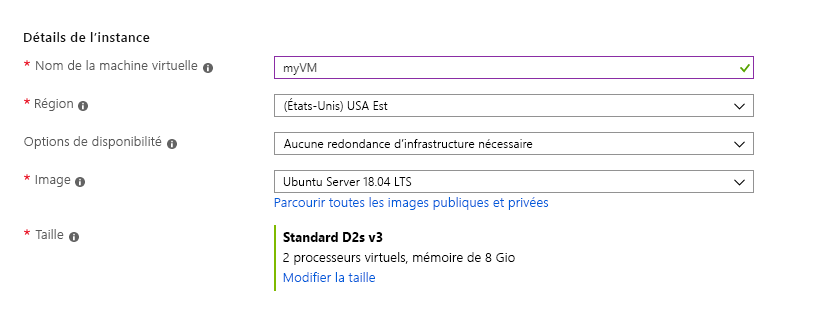 Détails de l’instance
* Nom de la machine virtuelle
myVM
* Région
(États-Unis) USA Est
Options de disponibilité
Aucune redondance d’infrastructure nécessaire
* Image
Ubuntu Server 18.04 LTS
Parcourir toutes les images publiques et privées
* Taille
Standard D2s v3
2 processeurs virtuels, mémoire de 8 Gio
Modifier la taille